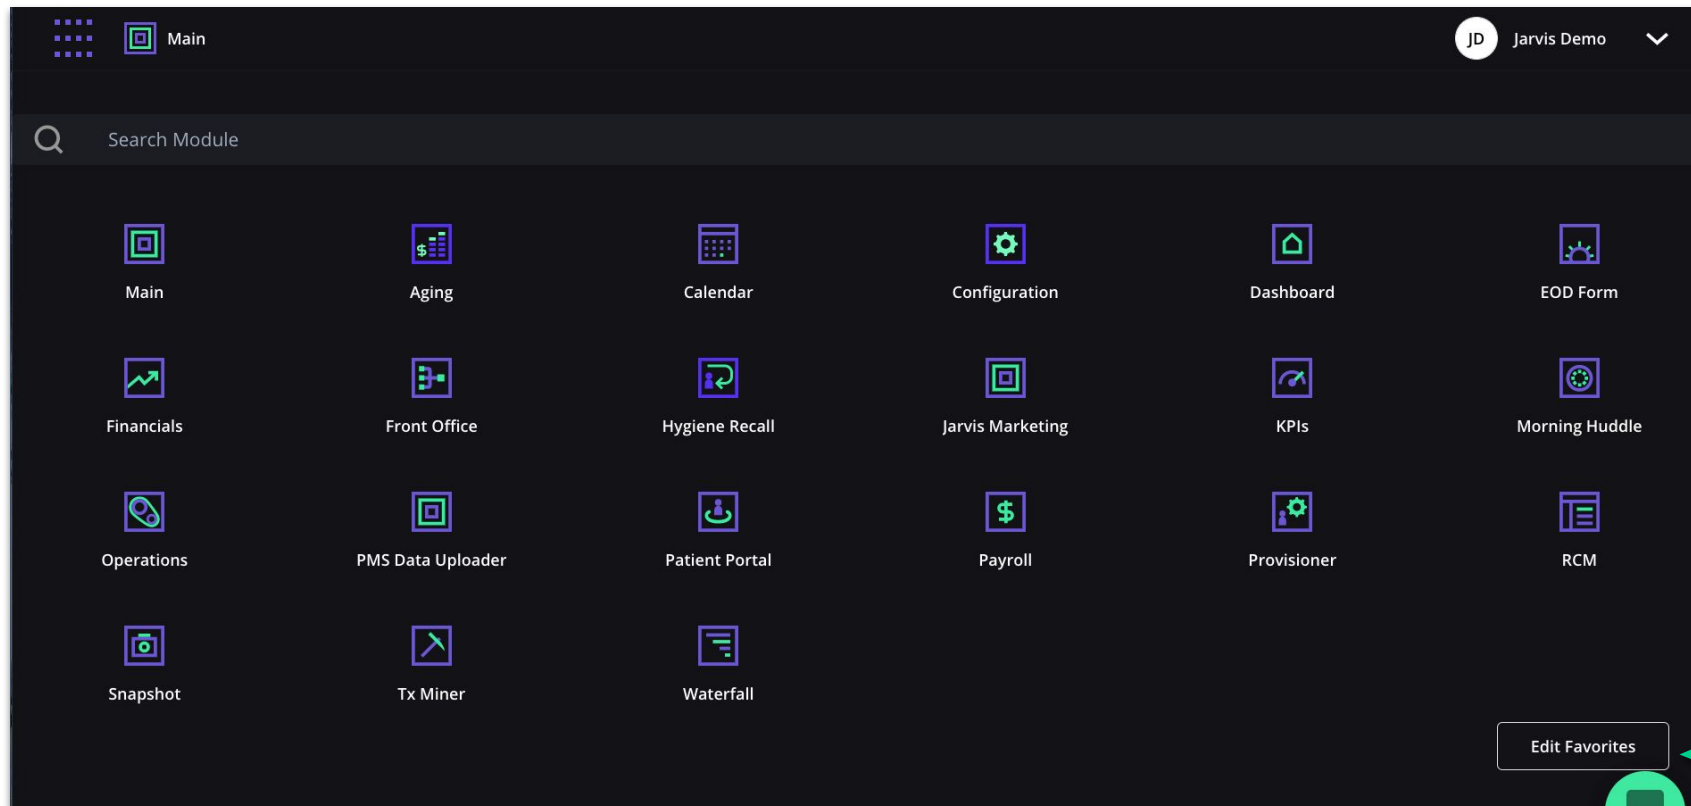 Main
JD Jarvis Demo
Search Module
Main Aging Calendar Configuration Dashboard EOD Form
Financials Front Office Hygiene Recall Jarvis Marketing KPIs Morning Huddle
Operations PMS Data Uploader Patient Portal Payroll Provisioner RCM
Snapshot Tx Miner Waterfall
Edit Favorites